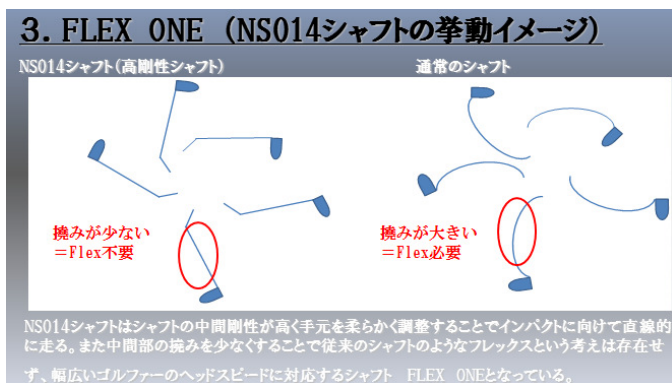 3. FLEX ONE (NS014シャフトの挙動イメージ)
NS014シャフト(高剛性シャフト)
通常のシャフト
撓みが少ない
=Flex不要
撓みが大きい
=Flex必要
NS014シャフトはシャフトの中間剛性が高く手元を柔らかく調整することでインパクトに向けて直線的
に走る。また中間部の撓みを少なくすることで従来のシャフトのようなフレックスという考えは存在せ
ず、幅広いゴルファーのヘッドスピードに対応するシャフト FLEX ONEとなっている。